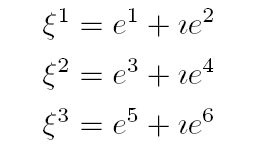 ξ¹ = e¹ + ıe²
ξ² = e³ + ıe⁴
ξ³ = e⁵ + ıe⁶